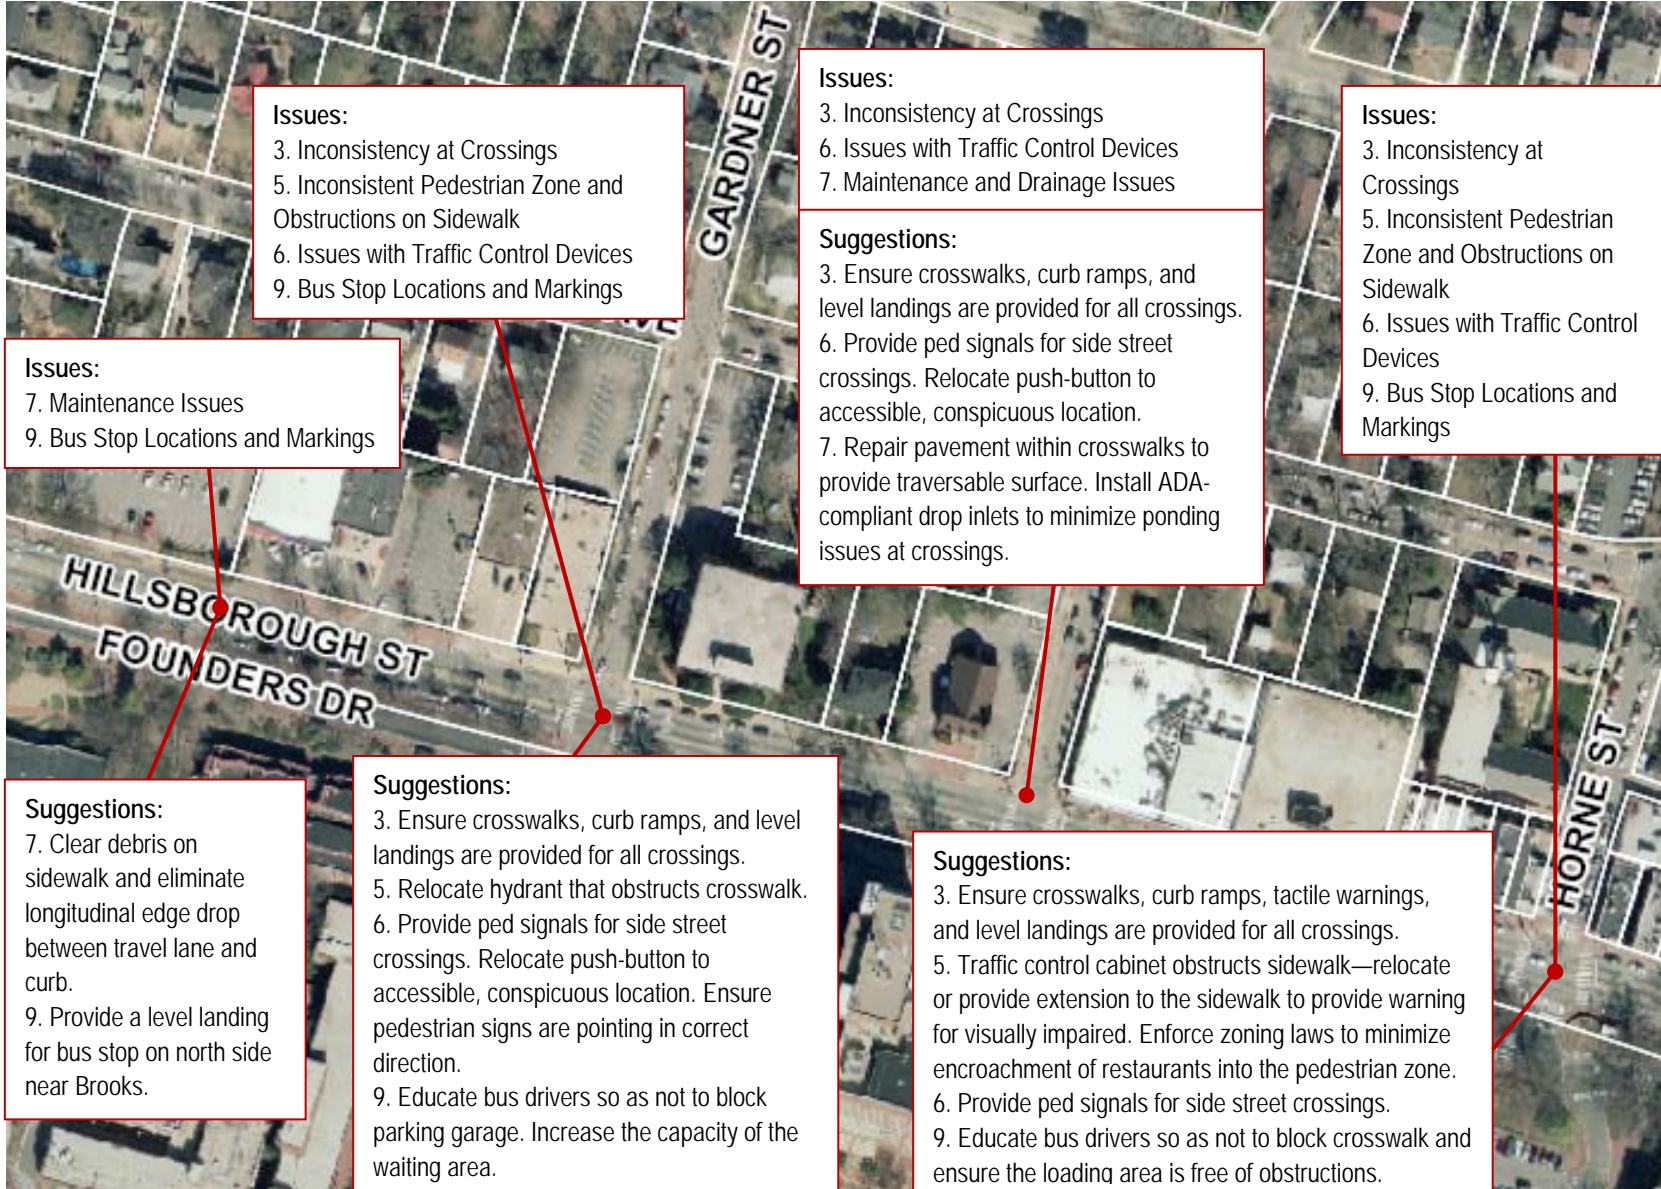 GARDNER ST
Issues:
3. Inconsistency at Crossings
5. Inconsistent Pedestrian Zone and
Obstructions on Sidewalk
6. Issues with Traffic Control Devices
9. Bus Stop Locations and Markings
Issues:
3. Inconsistency at Crossings
6. Issues with Traffic Control Devices
7. Maintenance and Drainage Issues
Suggestions:
3. Ensure crosswalks, curb ramps, and
level landings are provided for all crossings.
6. Provide ped signals for side street
crossings. Relocate push-button to
accessible, conspicuous location.
7. Repair pavement within crosswalks to
provide traversable surface. Install ADA-
compliant drop inlets to minimize ponding
issues at crossings.
Issues:
3. Inconsistency at
Crossings
5. Inconsistent Pedestrian
Zone and Obstructions on
Sidewalk
6. Issues with Traffic Control
Devices
9. Bus Stop Locations and
Markings
Issues:
7. Maintenance Issues
9. Bus Stop Locations and Markings
HILLSBOROUGH ST
FOUNDERS DR
HORNE ST
Suggestions:
7. Clear debris on
sidewalk and eliminate
longitudinal edge drop
between travel lane and
curb.
9. Provide a level landing
for bus stop on north side
near Brooks.
Suggestions:
3. Ensure crosswalks, curb ramps, and level
landings are provided for all crossings.
5. Relocate hydrant that obstructs crosswalk.
6. Provide ped signals for side street
crossings. Relocate push-button to
accessible, conspicuous location. Ensure
pedestrian signs are pointing in correct
direction.
9. Educate bus drivers so as not to block
parking garage. Increase the capacity of the
waiting area.
Suggestions:
3. Ensure crosswalks, curb ramps, tactile warnings,
and level landings are provided for all crossings.
5. Traffic control cabinet obstructs sidewalk—relocate
or provide extension to the sidewalk to provide warning
for visually impaired. Enforce zoning laws to minimize
encroachment of restaurants into the pedestrian zone.
6. Provide ped signals for side street crossings.
9. Educate bus drivers so as not to block crosswalk and
ensure the loading area is free of obstructions.